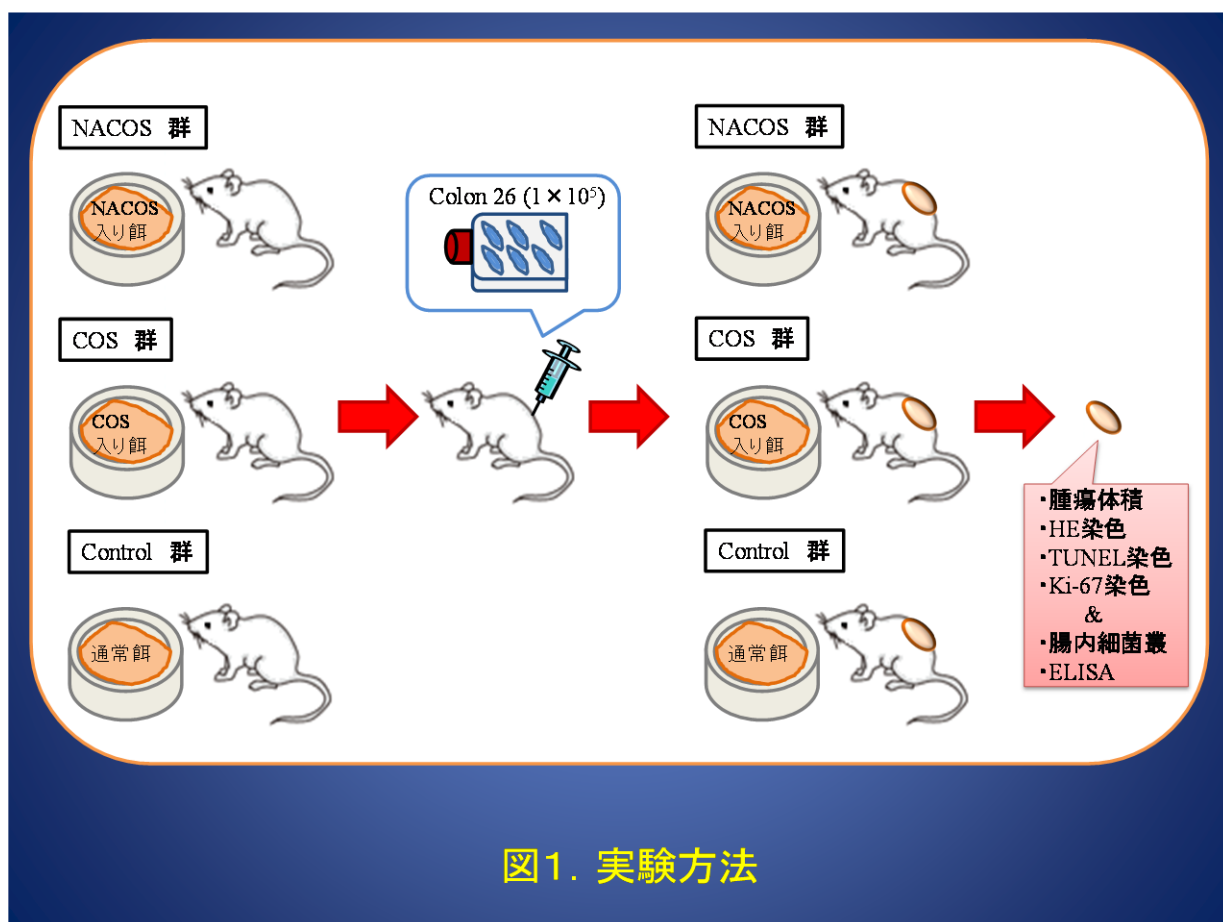 NACOS 群
NACOS
入り餌
COS 群
COS
入り餌
Control 群
通常餌
Colon 26 (1 × 10⁵)
NACOS 群
NACOS
入り餌
COS 群
COS
入り餌
Control 群
通常餌
・腫瘍体積
・HE染色
・TUNEL染色
・Ki-67染色
&
・腸内細菌叢
・ELISA
図1. 実験方法